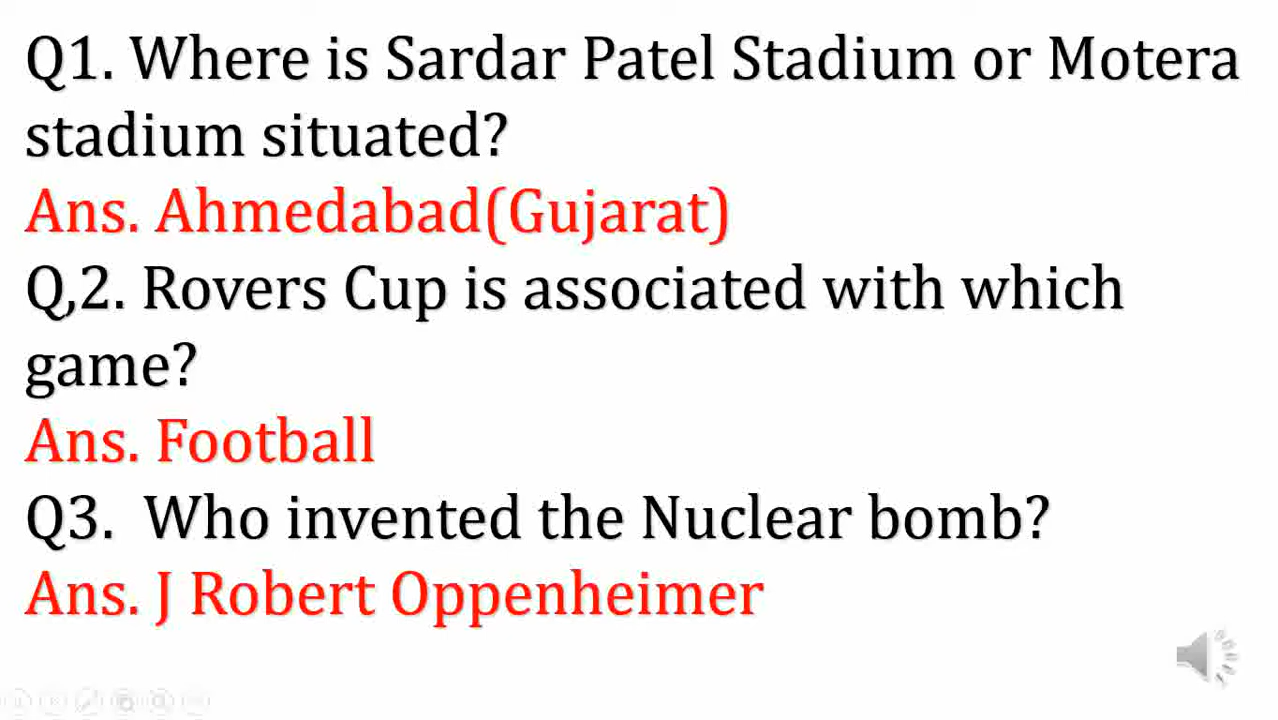 Q1. Where is Sardar Patel Stadium or Motera
stadium situated?
Ans. Ahmedabad(Gujarat)
Q,2. Rovers Cup is associated with which
game?
Ans. Football
Q3.  Who invented the Nuclear bomb?
Ans. J Robert Oppenheimer